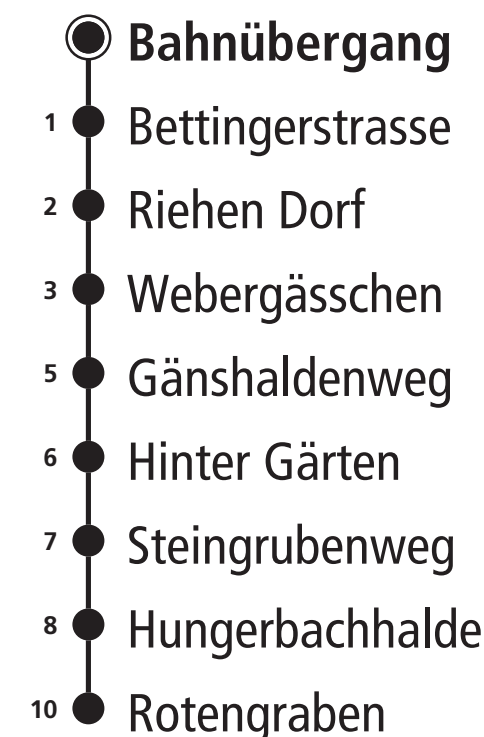 Bahnübergang
1 Bettingerstrasse
2 Riehen Dorf
3 Webergässchen
5 Gänshaldenweg
6 Hinter Gärten
7 Steingrubenweg
8 Hungerbachhalde
10 Rotengraben